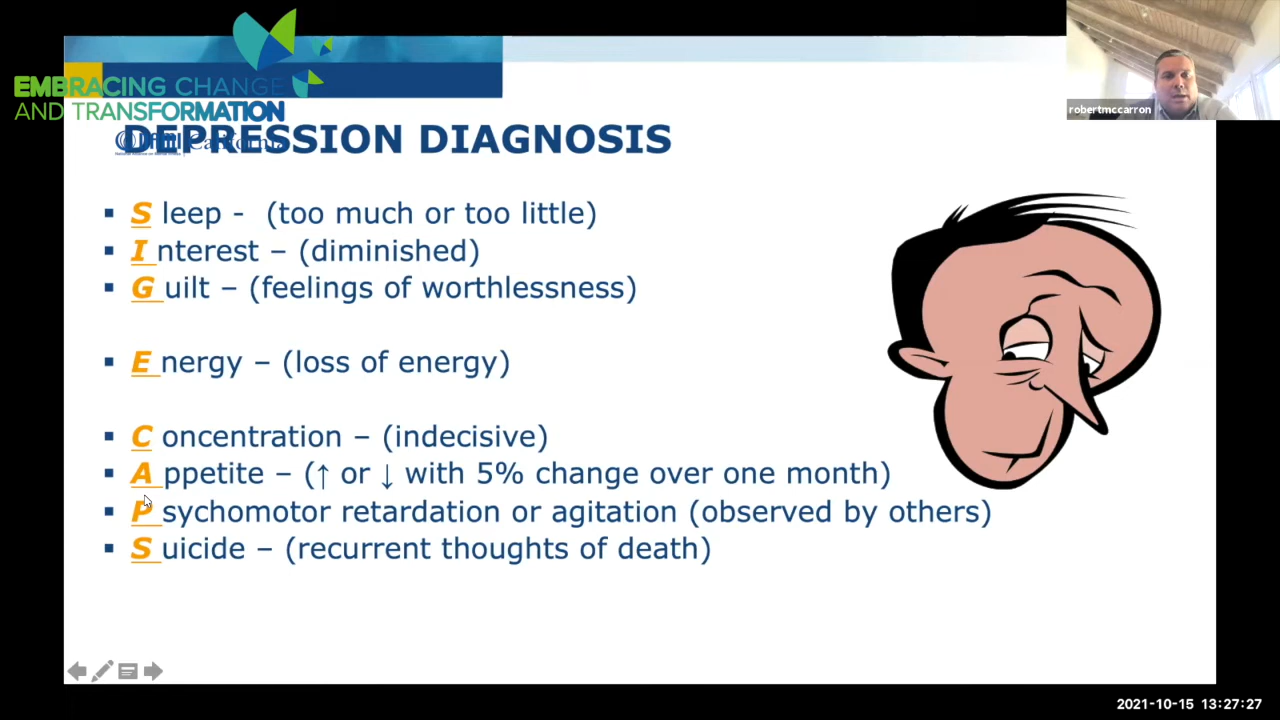 EMBRACING CHANGE
AND TRANSFORMATION
robertmccarron
DEPRESSION DIAGNOSIS
California
▪ S leep - (too much or too little)
▪ I nterest – (diminished)
▪ G uilt – (feelings of worthlessness)
▪ E nergy – (loss of energy)
▪ C oncentration – (indecisive)
▪ A ppetite – (↑ or ↓ with 5% change over one month)
▪ P sychomotor retardation or agitation (observed by others)
▪ S uicide – (recurrent thoughts of death)
2021-10-15 13:27:27